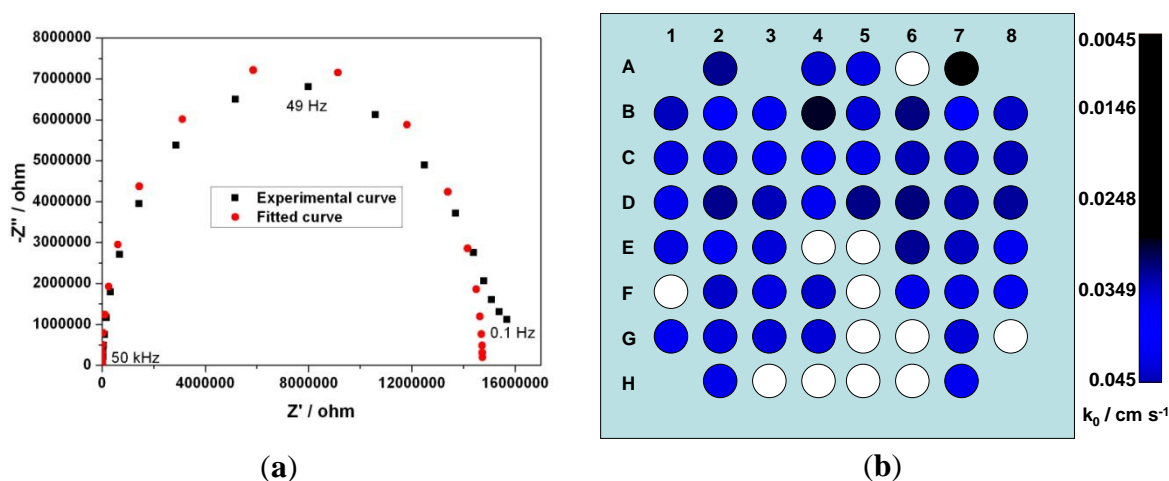 8000000
7000000
6000000
5000000
4000000
3000000
2000000
1000000
0
-Z'' / ohm
49 Hz
Experimental curve
Fitted curve
0.1 Hz
50 kHz
0 4000000 8000000 12000000 16000000
Z' / ohm
(a)
1 2 3 4 5 6 7 8
A
B
C
D
E
F
G
H
0.0045
0.0146
0.0248
0.0349
0.045
k0 / cm s-1
(b)